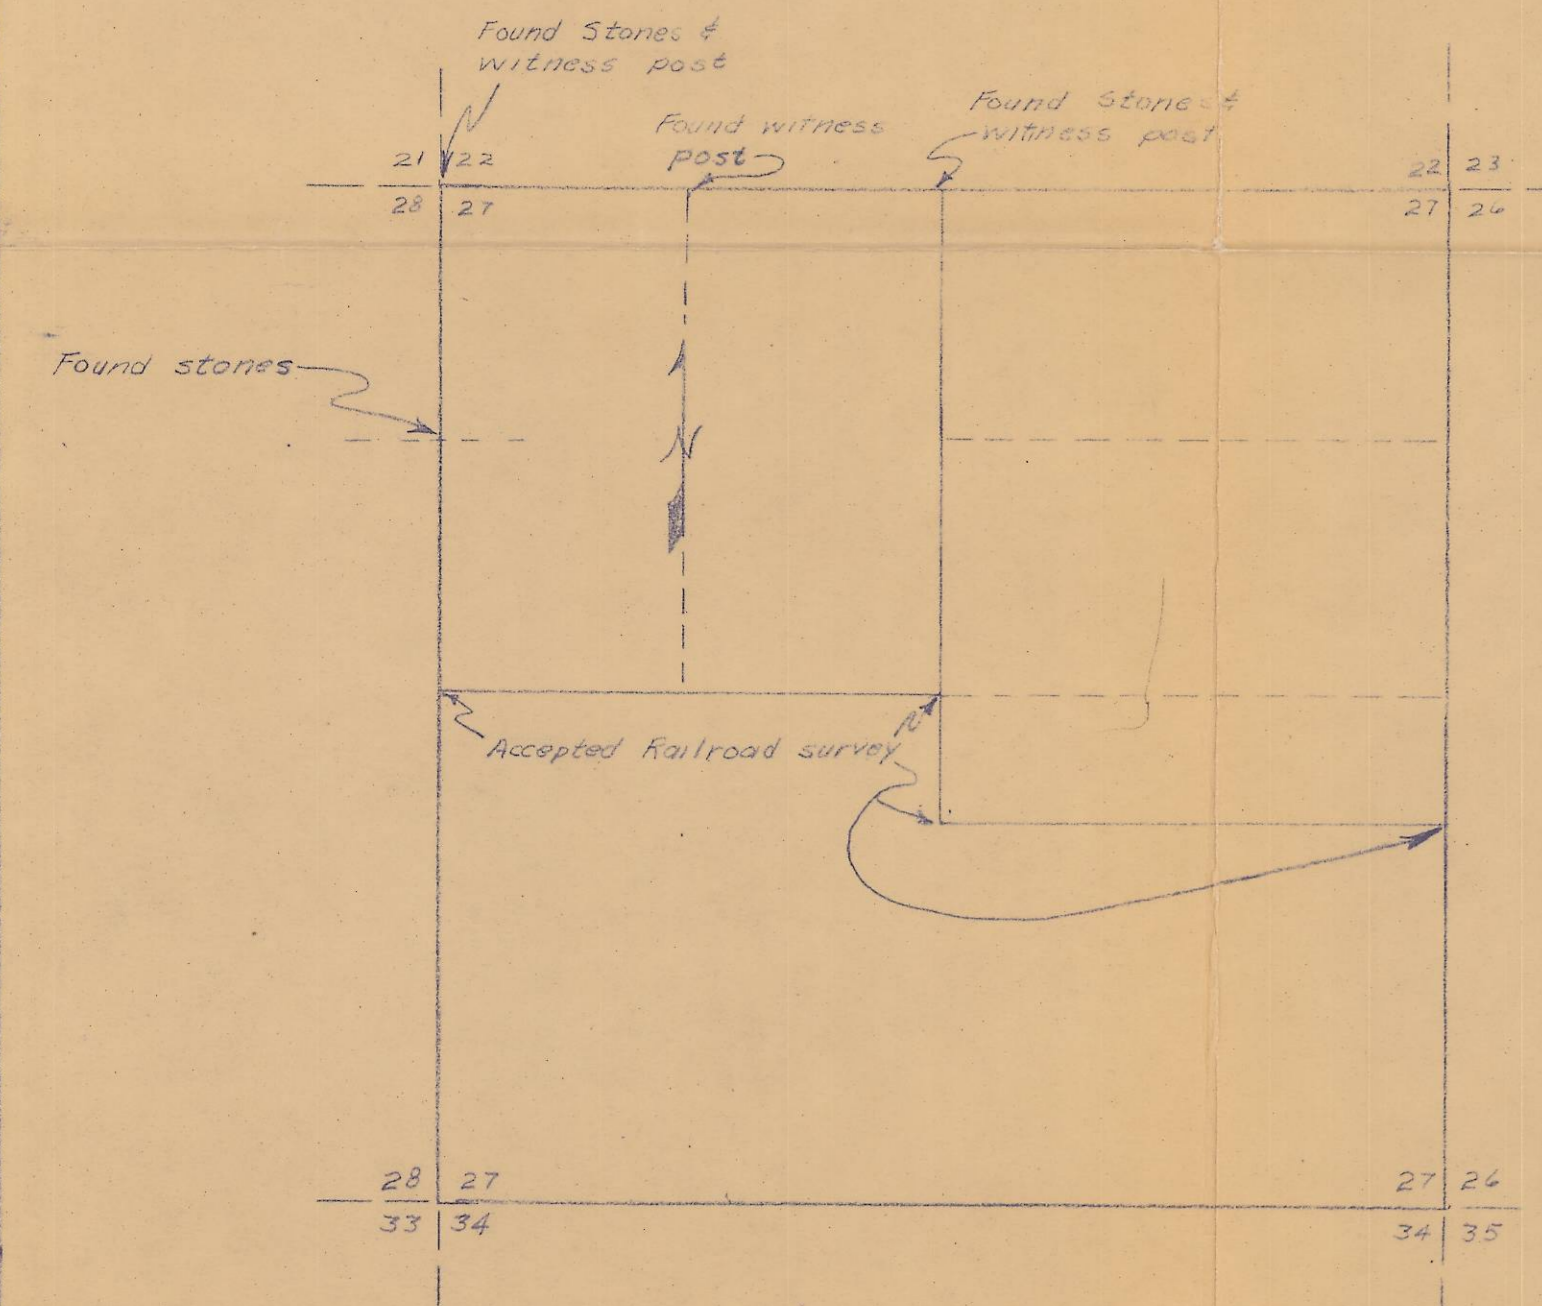 Found Stones &
witness post
Found witness
post
Found Stone &
witness post
21 22
28 27
22 23
27 26
Found stones
N
Accepted Railroad survey
28 27
33 34
27 26
34 35